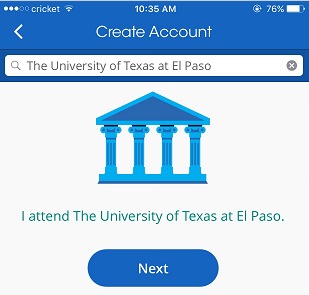 cricket 10:35 AM 76%
Create Account
The University of Texas at El Paso
I attend The University of Texas at El Paso.
Next